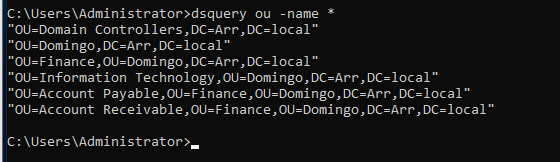 C:\Users\Administrator>dsquery ou -name *
"OU=Domain Controllers,DC=Arr,DC=local"
"OU=Domingo,DC=Arr,DC=local"
"OU=Finance,OU=Domingo,DC=Arr,DC=local"
"OU=Information Technology,OU=Domingo,DC=Arr,DC=local"
"OU=Account Payable,OU=Finance,OU=Domingo,DC=Arr,DC=local"
"OU=Account Receivable,OU=Finance,OU=Domingo,DC=Arr,DC=local"
C:\Users\Administrator>